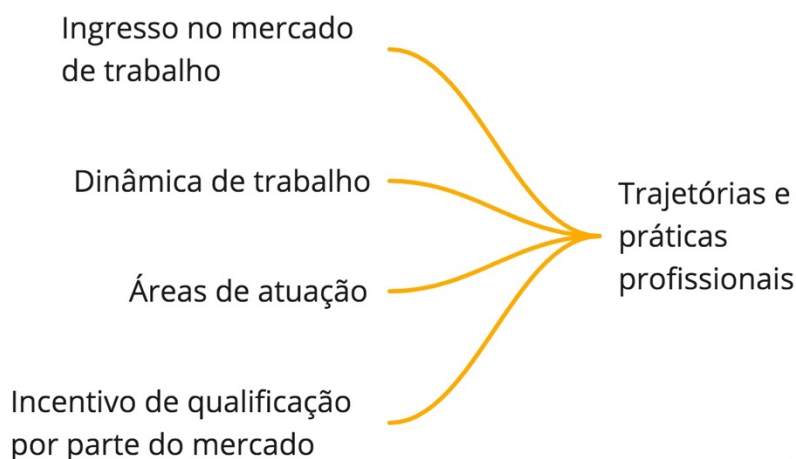 Ingresso no mercado
de trabalho
Dinâmica de trabalho
Áreas de atuação
Incentivo de qualificação
por parte do mercado
Trajetórias e
práticas
profissionais